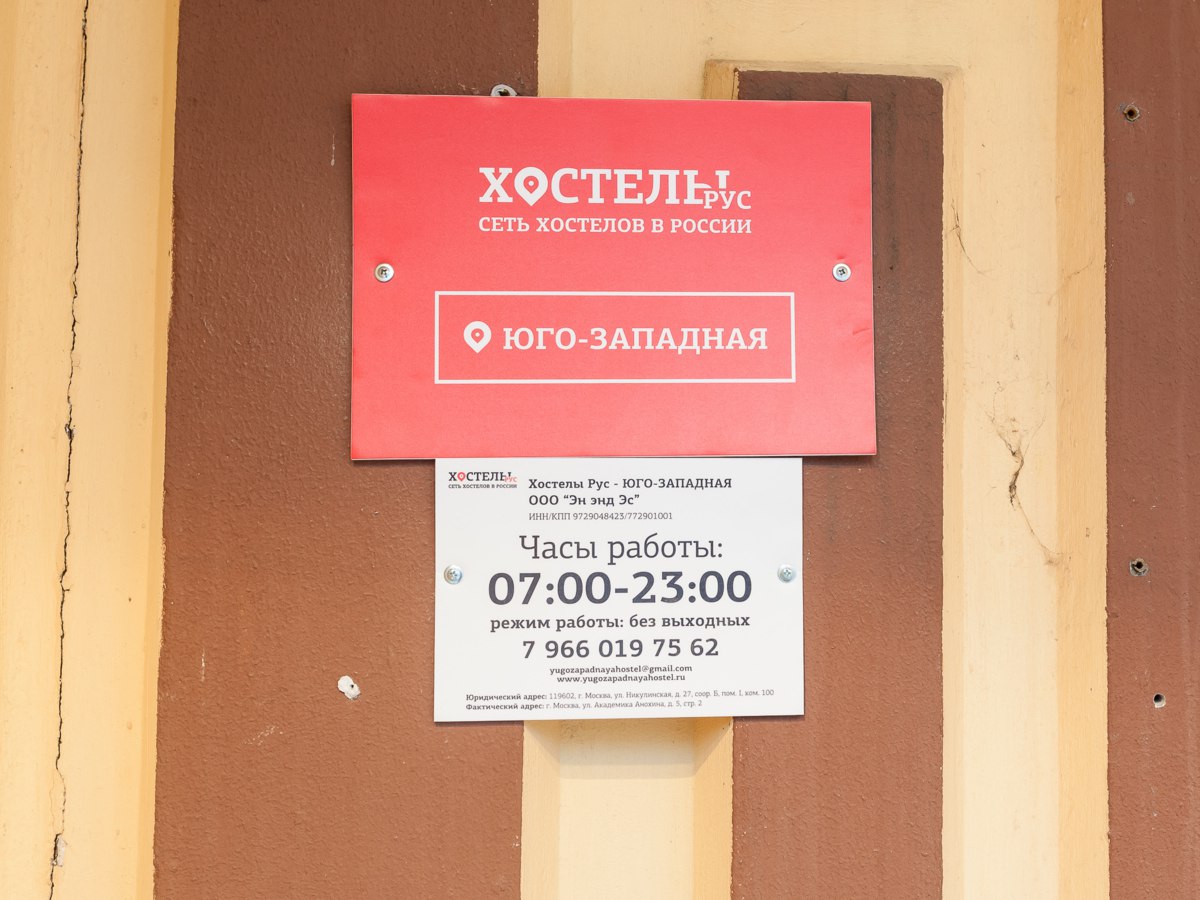 ХОСТЕЛЫ
РУС
СЕТЬ ХОСТЕЛОВ В РОССИИ
ЮГО-ЗАПАДНАЯ
ХОСТЕЛЫ
РУС
СЕТЬ ХОСТЕЛОВ В РОССИИ
Хостелы Рус - ЮГО-ЗАПАДНАЯ
ООО “Эн энд Эс”
ИНН/КПП 9729048423/772901001
Часы работы:
07:00-23:00
режим работы: без выходных
7 966 019 75 62
yugozapadnayahostel@gmail.com
www.yugozapadnayahostel.ru
Юридический адрес: 119602, г. Москва, ул. Никулинская, д. 27, соор. Б, пом. I, ком. 100
Фактический адрес: г. Москва, ул. Академика Анохина, д. 5, стр. 2